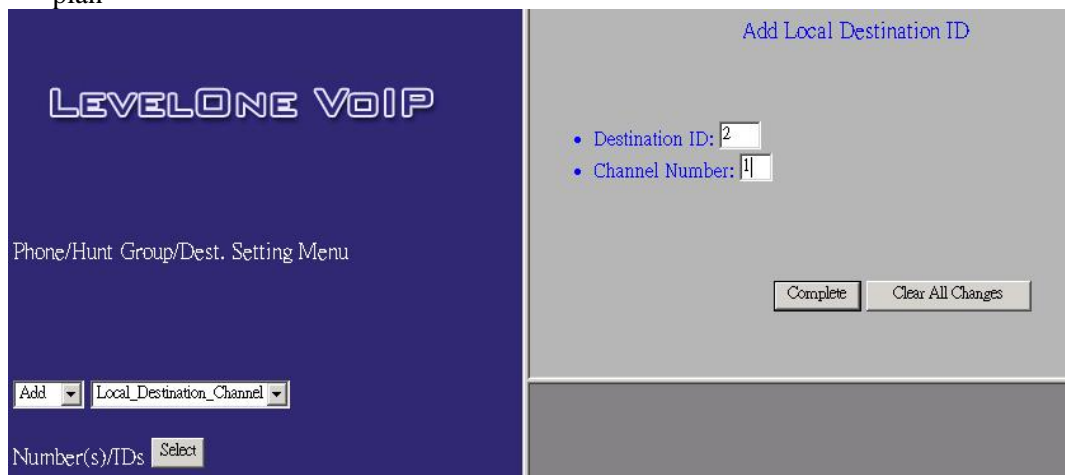 plan
LevelOne VoIP
Phone/Hunt Group/Dest. Setting Menu
Add Local_Destination_Channel
Number(s)/IDs Select
Add Local Destination ID
• Destination ID: 2
• Channel Number: 1
Complete Clear All Changes